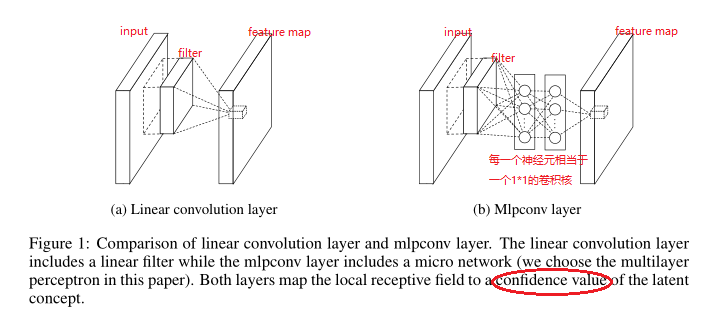 input
filter
feature map
input
filter
feature map
每一个神经元相当于
一个1*1的卷积核
(a) Linear convolution layer
(b) Mlpconv layer
Figure 1: Comparison of linear convolution layer and mlpconv layer. The linear convolution layer
includes a linear filter while the mlpconv layer includes a micro network (we choose the multilayer
perceptron in this paper). Both layers map the local receptive field to a confidence value of the latent
concept.